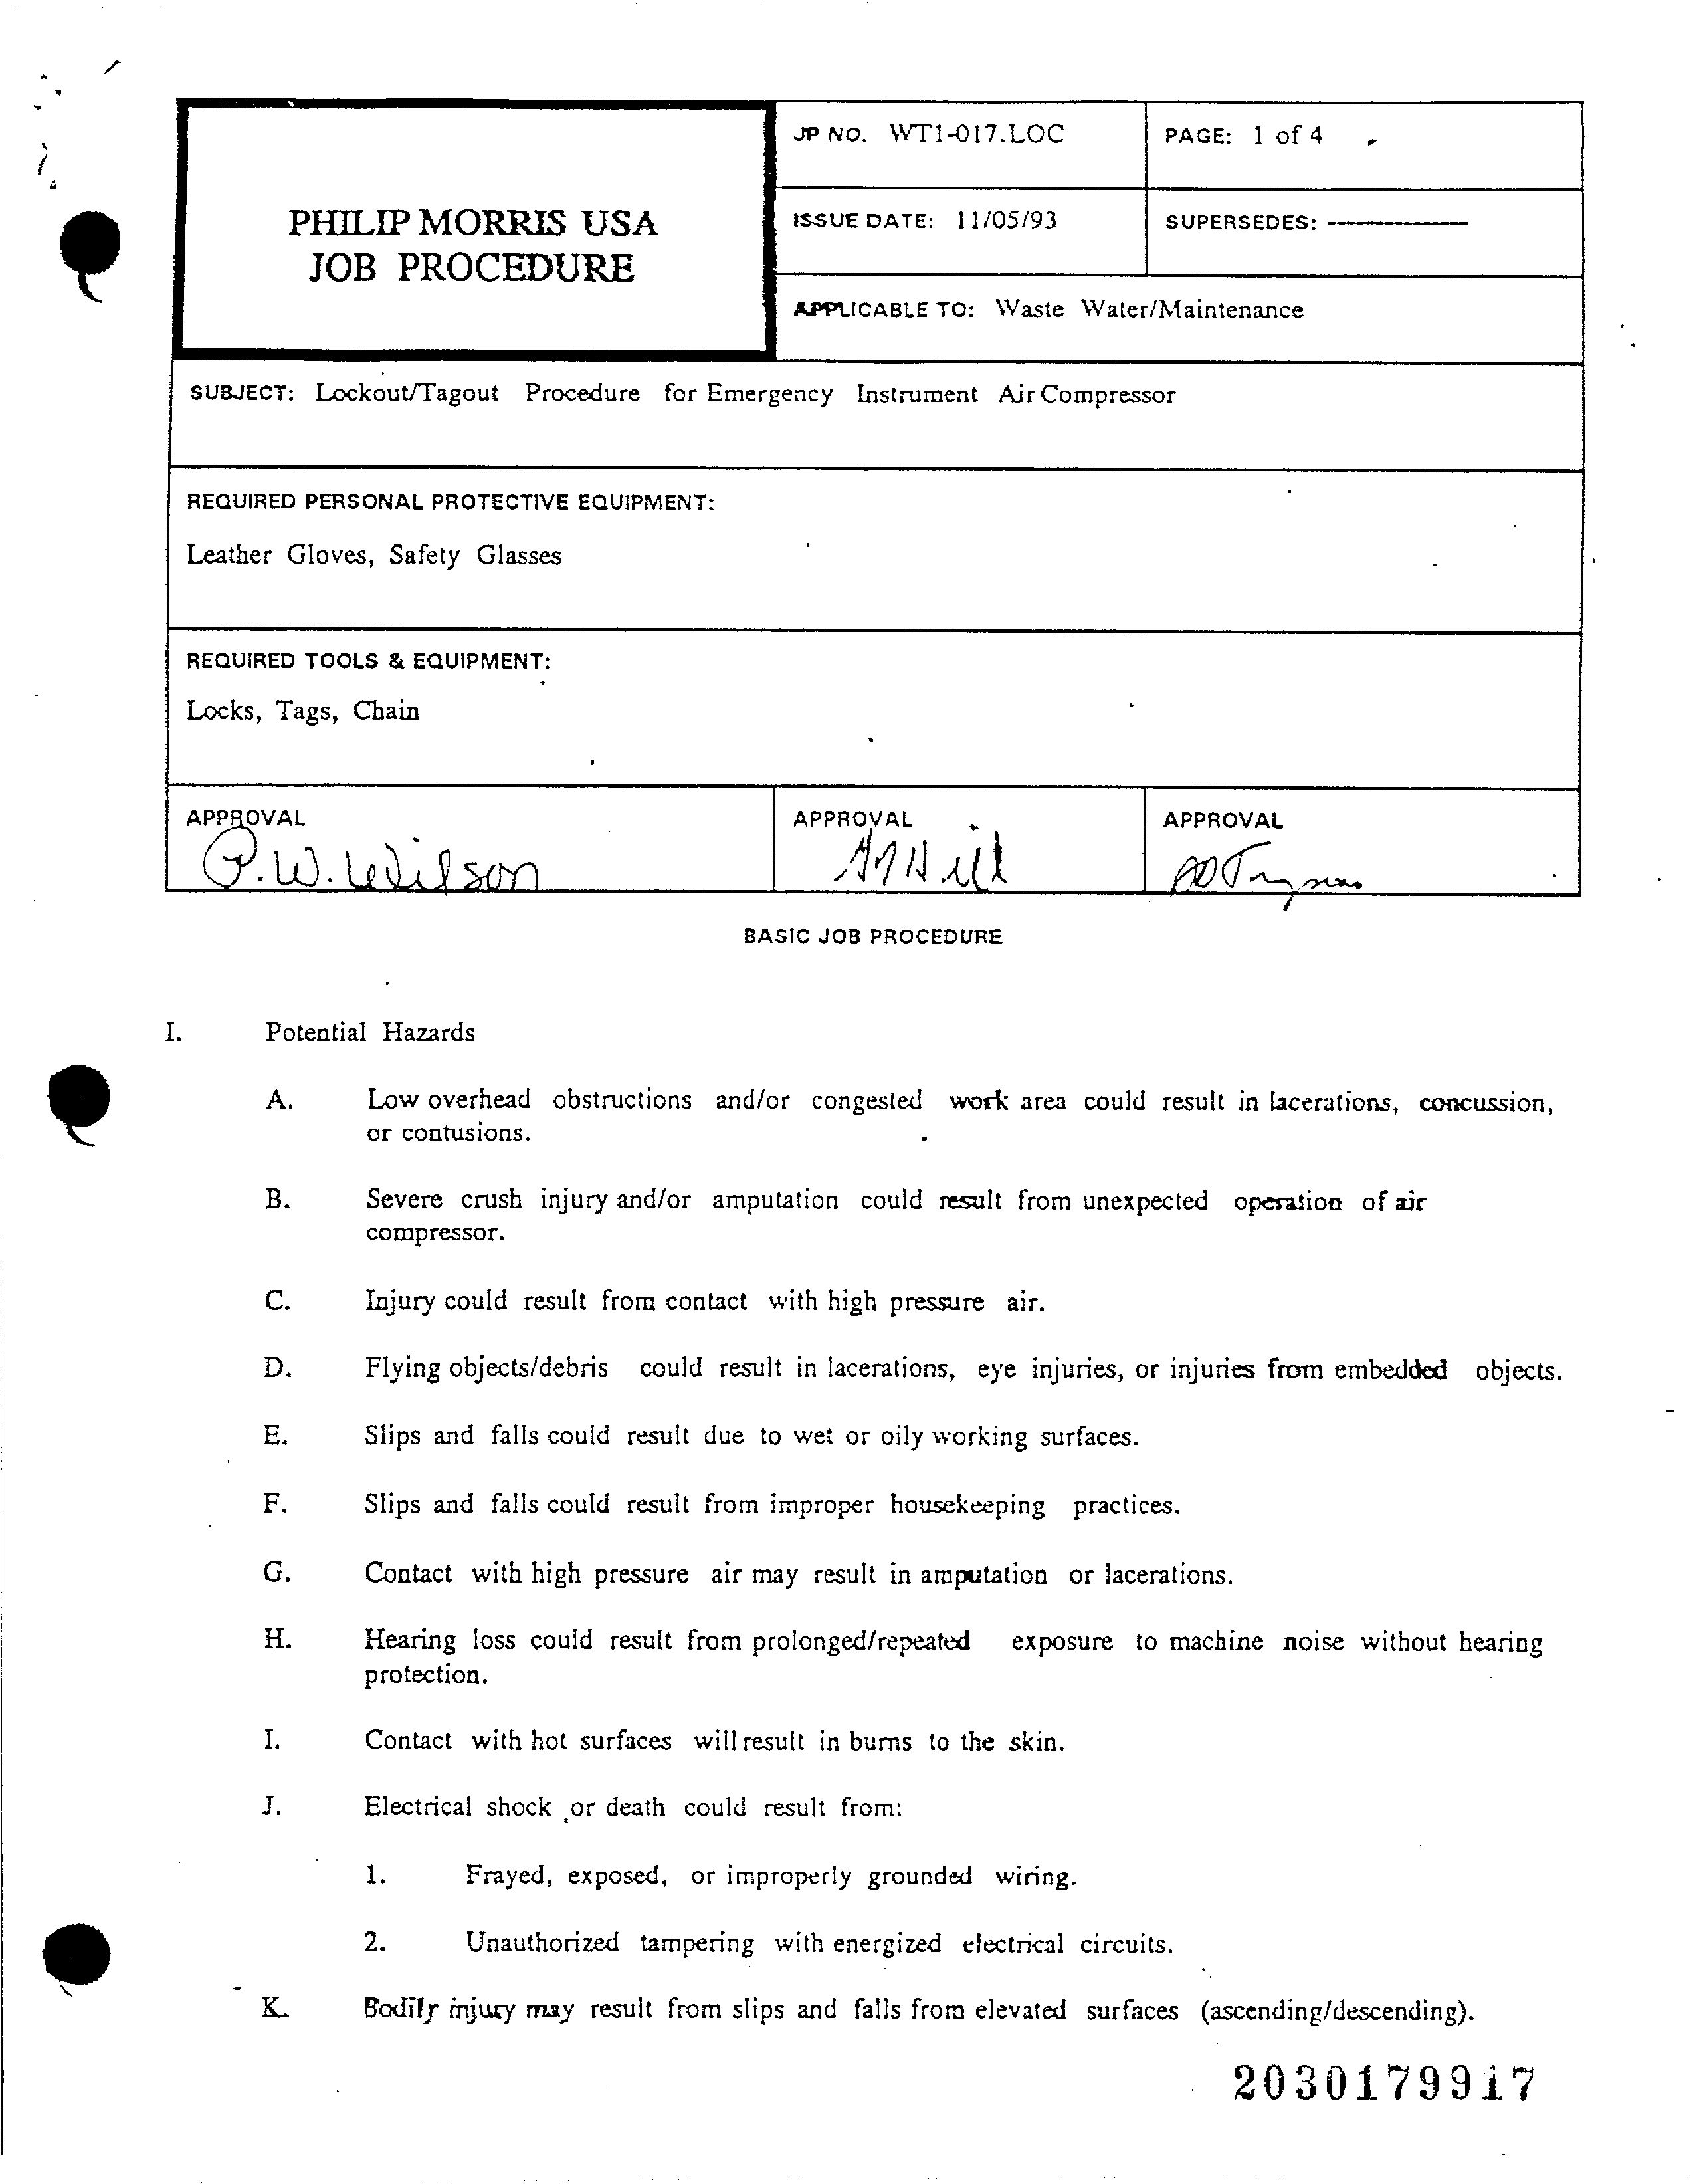 JP NO. WT1-017.LOC
PAGE: 1 of 4
PHILIP MORRIS USA
JOB PROCEDURE
ISSUE DATE: 11/05/93
SUPERSEDES:
APPLICABLE TO: Waste Water/Maintenance
SUBJECT: Lockout/Tagout Procedure for Emergency Instrument Air Compressor
REQUIRED PERSONAL PROTECTIVE EQUIPMENT:
Leather Gloves, Safety Glasses
REQUIRED TOOLS & EQUIPMENT:
Locks, Tags, Chain
APPROVAL
P.W. Wilson
APPROVAL
APPROVAL
BASIC JOB PROCEDURE
I. Potential Hazards
A. Low overhead obstructions and/or congested work area could result in lacerations, concussion,
or contusions.
B. Severe crush injury and/or amputation could result from unexpected operation of air
compressor.
C. Injury could result from contact with high pressure air.
D. Flying objects/debris could result in lacerations, eye injuries, or injuries from embedded objects.
E. Slips and falls could result due to wet or oily working surfaces.
F. Slips and falls could result from improper housekeeping practices.
G. Contact with high pressure air may result in amputation or lacerations.
H. Hearing loss could result from prolonged/repeated exposure to machine noise without hearing
protection.
I. Contact with hot surfaces will result in burns to the skin.
J. Electrical shock or death could result from:
1. Frayed, exposed, or improperly grounded wiring.
2. Unauthorized tampering with energized electrical circuits.
K. Bodily injury may result from slips and falls from elevated surfaces (ascending/descending).
2030179917